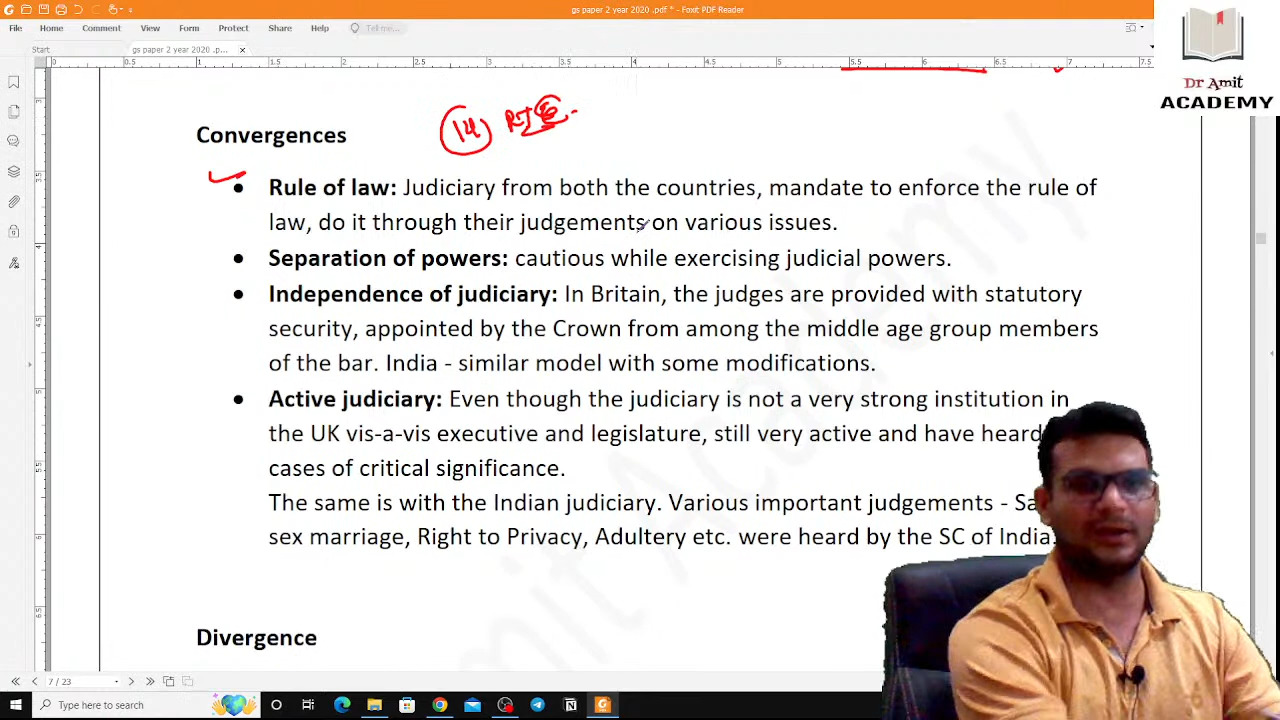 gs paper 2 year 2020 .pdf * - Foxit PDF Reader
File Home Comment View Form Protect Share Help Tell me...
Start gs paper 2 year 2020 .p...
Dr Amit
ACADEMY
14
Convergences
Rule of law: Judiciary from both the countries, mandate to enforce the rule of
law, do it through their judgements on various issues.
Separation of powers: cautious while exercising judicial powers.
Independence of judiciary: In Britain, the judges are provided with statutory
security, appointed by the Crown from among the middle age group members
of the bar. India - similar model with some modifications.
Active judiciary: Even though the judiciary is not a very strong institution in
the UK vis-a-vis executive and legislature, still very active and have heard
cases of critical significance.
The same is with the Indian judiciary. Various important judgements -
sex marriage, Right to Privacy, Adultery etc. were heard by the SC of India.
Divergence
7 / 23
Type here to search